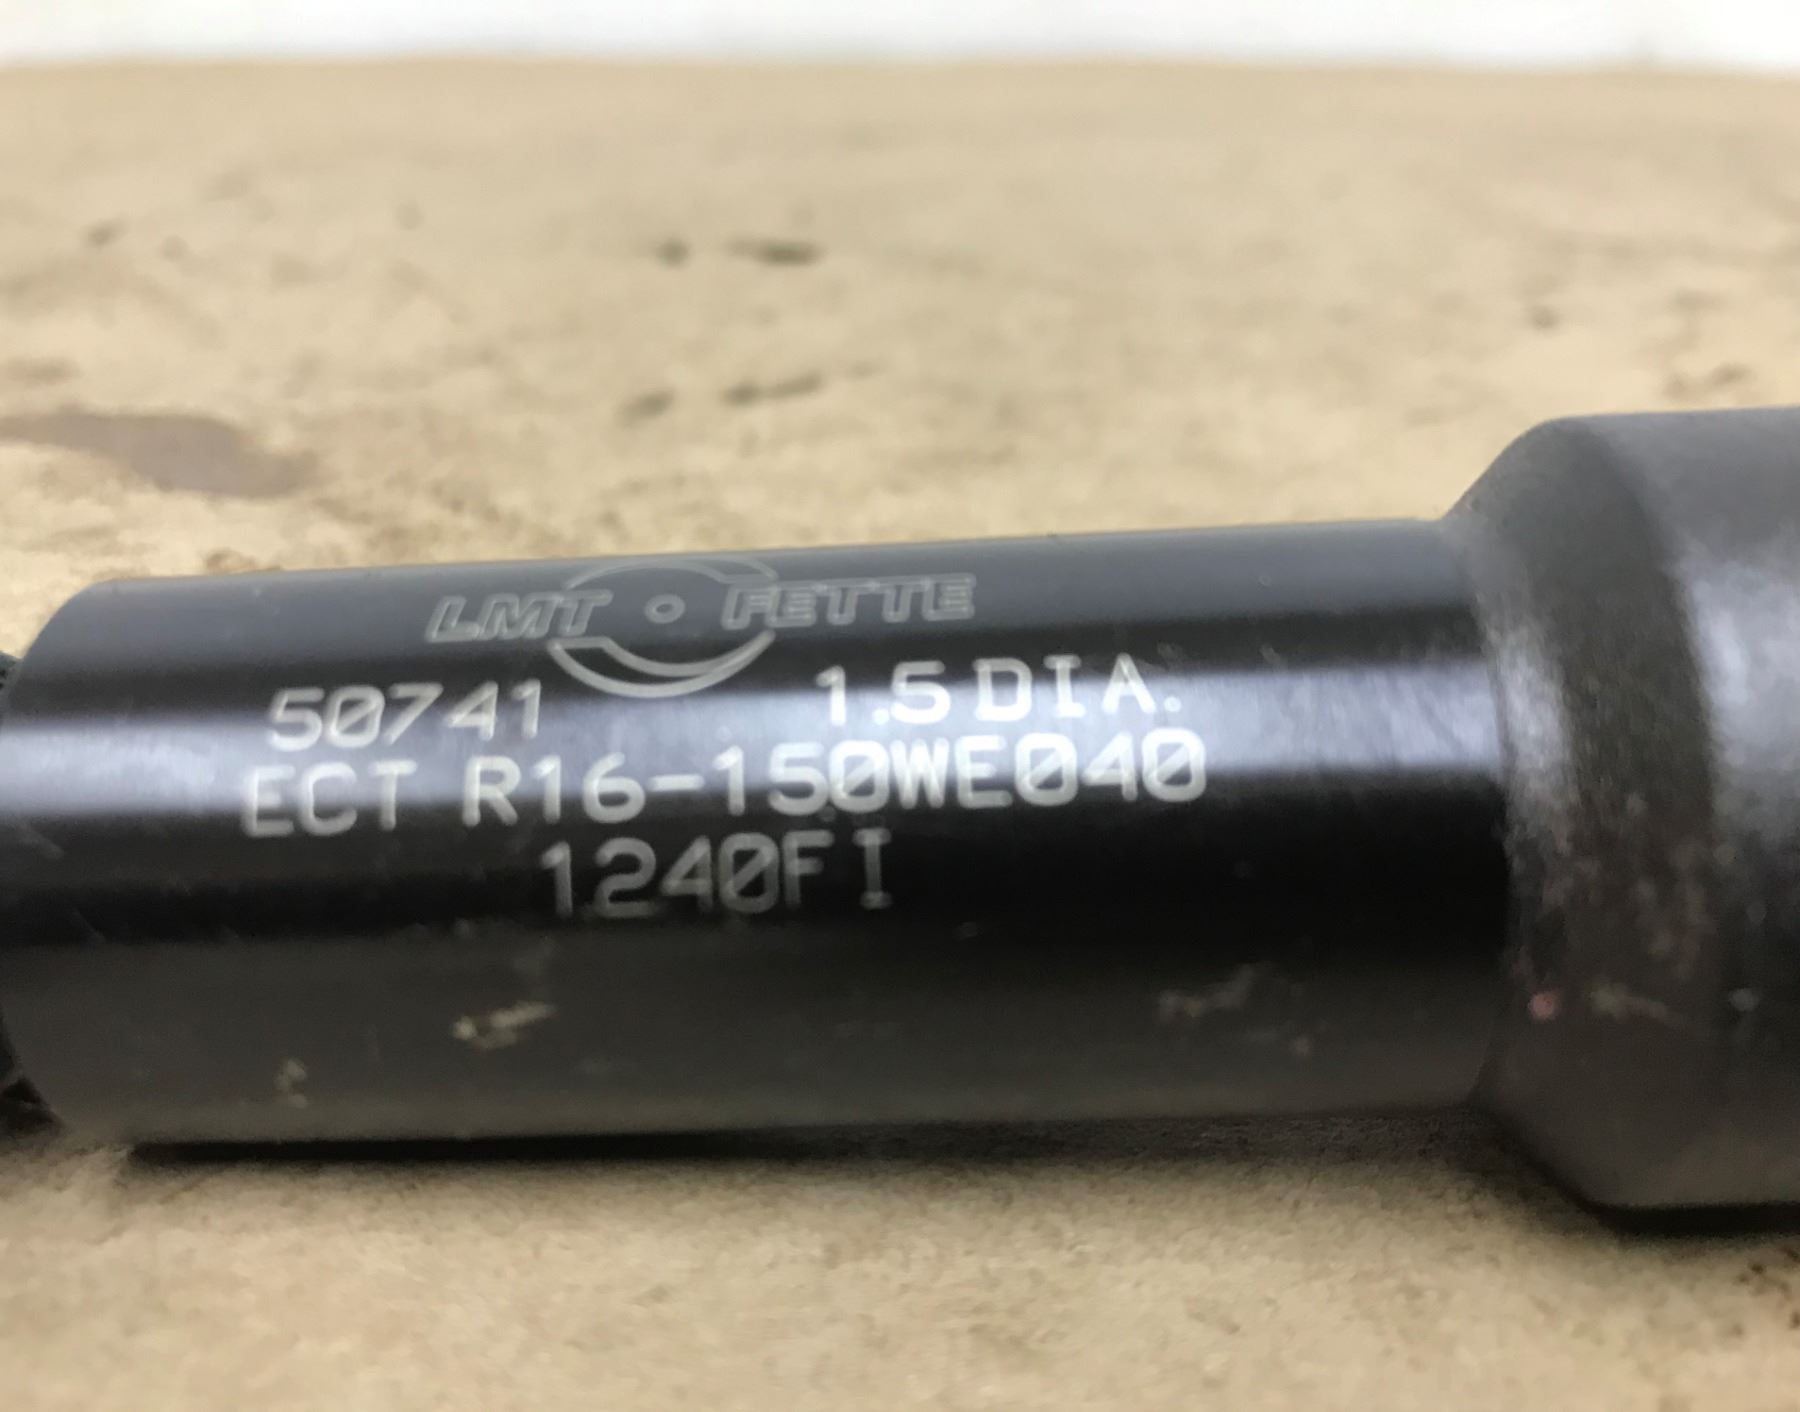 LMT FETTE
50741 1.5 DIA.
ECT R16-150WE040
1240FI